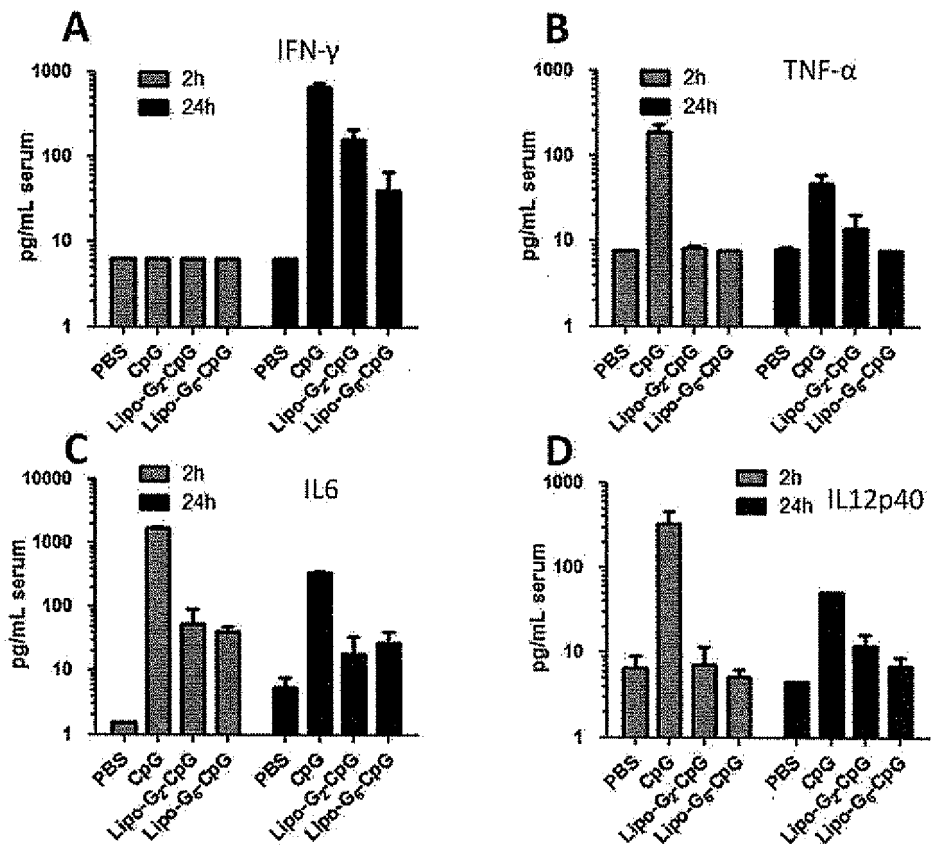 A
IFN-γ
2h
24h
1000
100
10
1
pg/mL serum
PBS
CpG
Lipo-G2-CpG
Lipo-G6-CpG
PBS
CpG
Lipo-G2-CpG
Lipo-G6-CpG
B
TNF-α
2h
24h
1000
100
10
1
pg/mL serum
PBS
CpG
Lipo-G2-CpG
Lipo-G6-CpG
PBS
CpG
Lipo-G2-CpG
Lipo-G6-CpG
C
IL6
2h
24h
10000
1000
100
10
1
pg/mL serum
PBS
CpG
Lipo-G2-CpG
Lipo-G6-CpG
PBS
CpG
Lipo-G2-CpG
Lipo-G6-CpG
D
IL12p40
2h
24h
1000
100
10
1
pg/mL serum
PBS
CpG
Lipo-G2-CpG
Lipo-G6-CpG
PBS
CpG
Lipo-G2-CpG
Lipo-G6-CpG